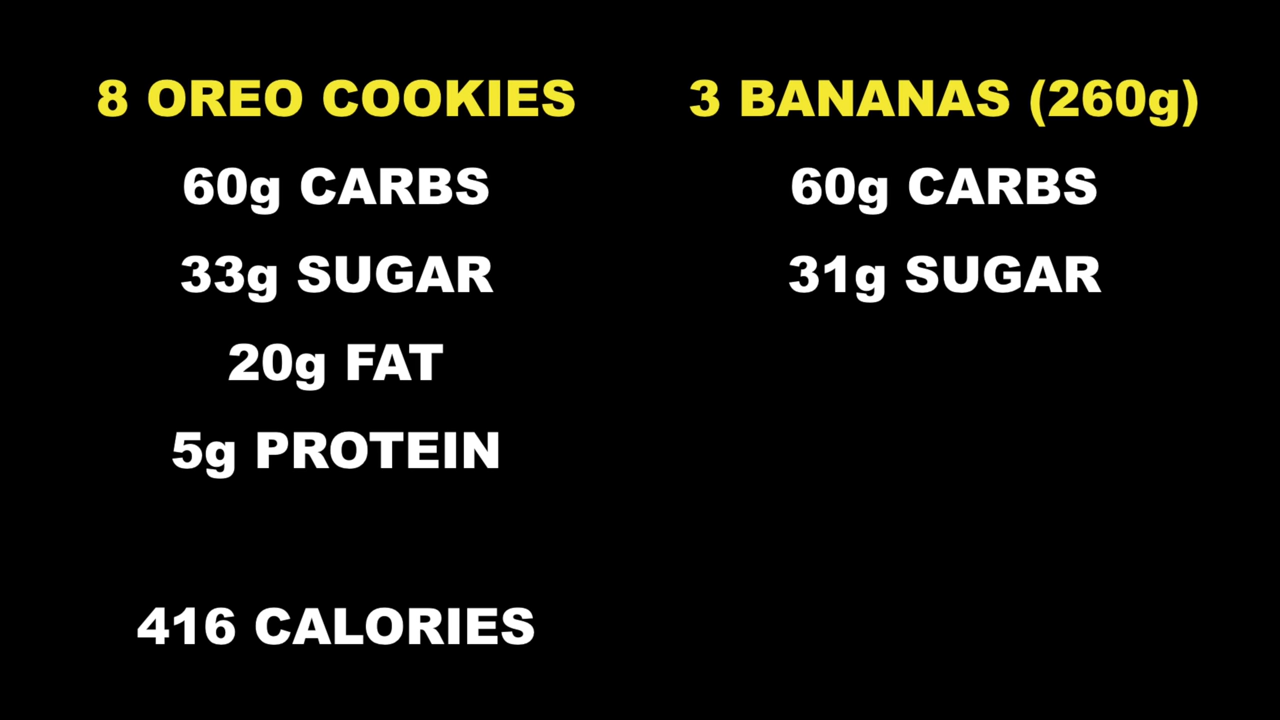 8 OREO COOKIES
60g CARBS
33g SUGAR
20g FAT
5g PROTEIN
416 CALORIES
3 BANANAS (260g)
60g CARBS
31g SUGAR